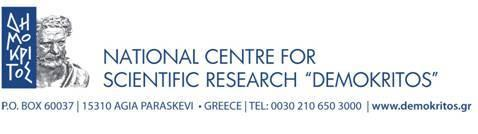 ΔΗ
ΜΟ
ΚΡΙ
ΤΟΣ
NATIONAL CENTRE FOR
SCIENTIFIC RESEARCH “DEMOKRITOS”
P.O. BOX 60037 | 15310 AGIA PARASKEVI • GREECE | TEL: 0030 210 650 3000 | www.demokritos.gr